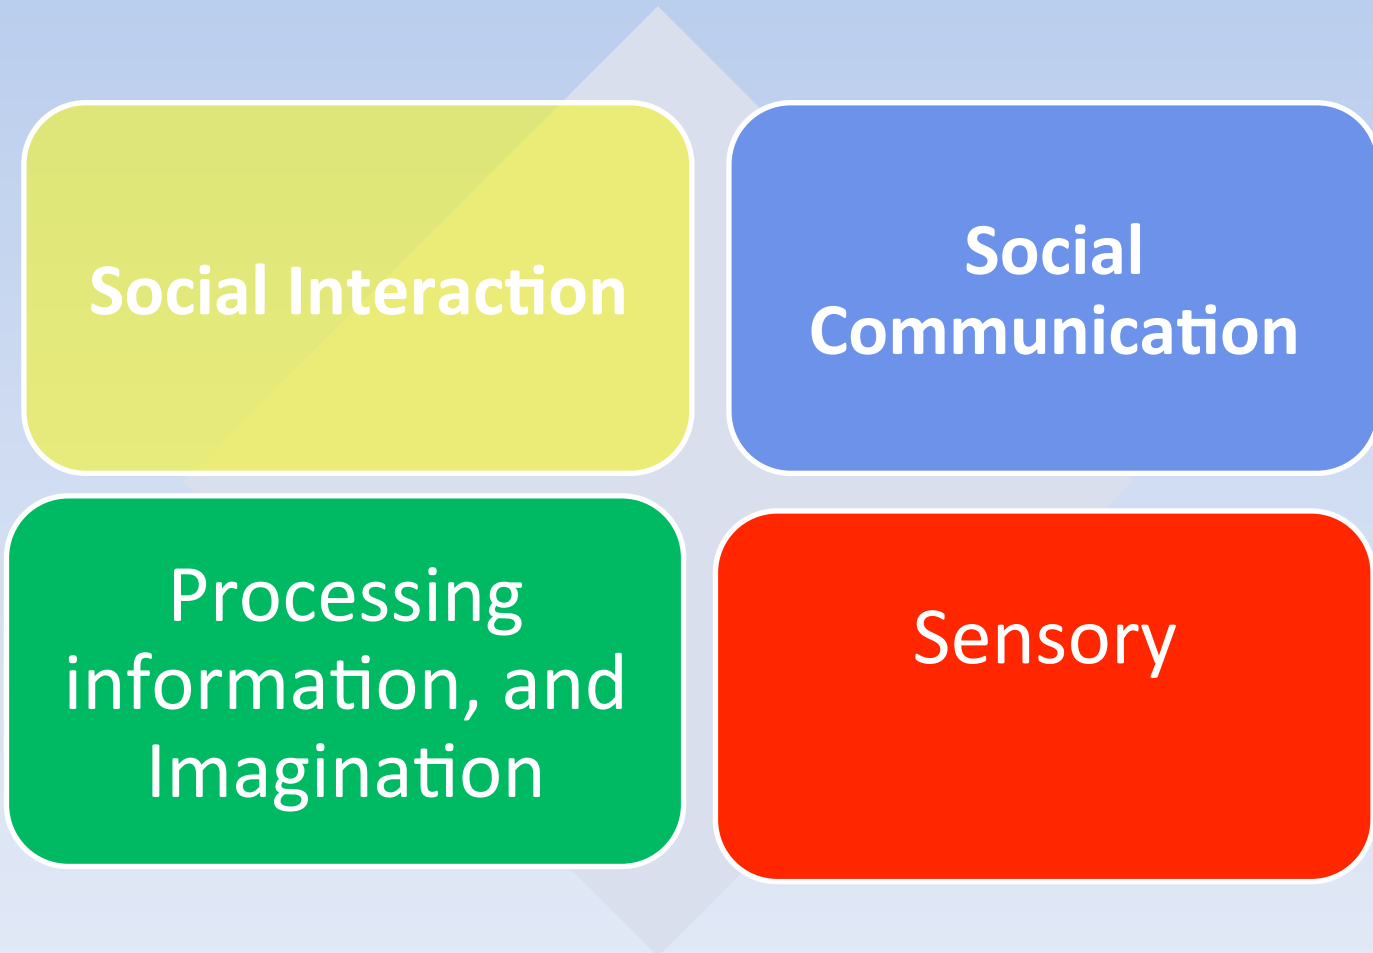 Social Interaction
Social
Communication
Processing
information, and
Imagination
Sensory